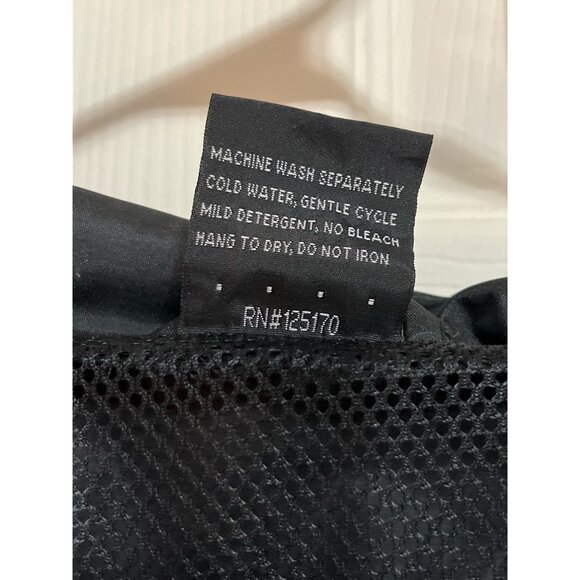 MACHINE WASH SEPARATELY
COLD WATER, GENTLE CYCLE
MILD DETERGENT, NO BLEACH
HANG TO DRY, DO NOT IRON
RN#125170